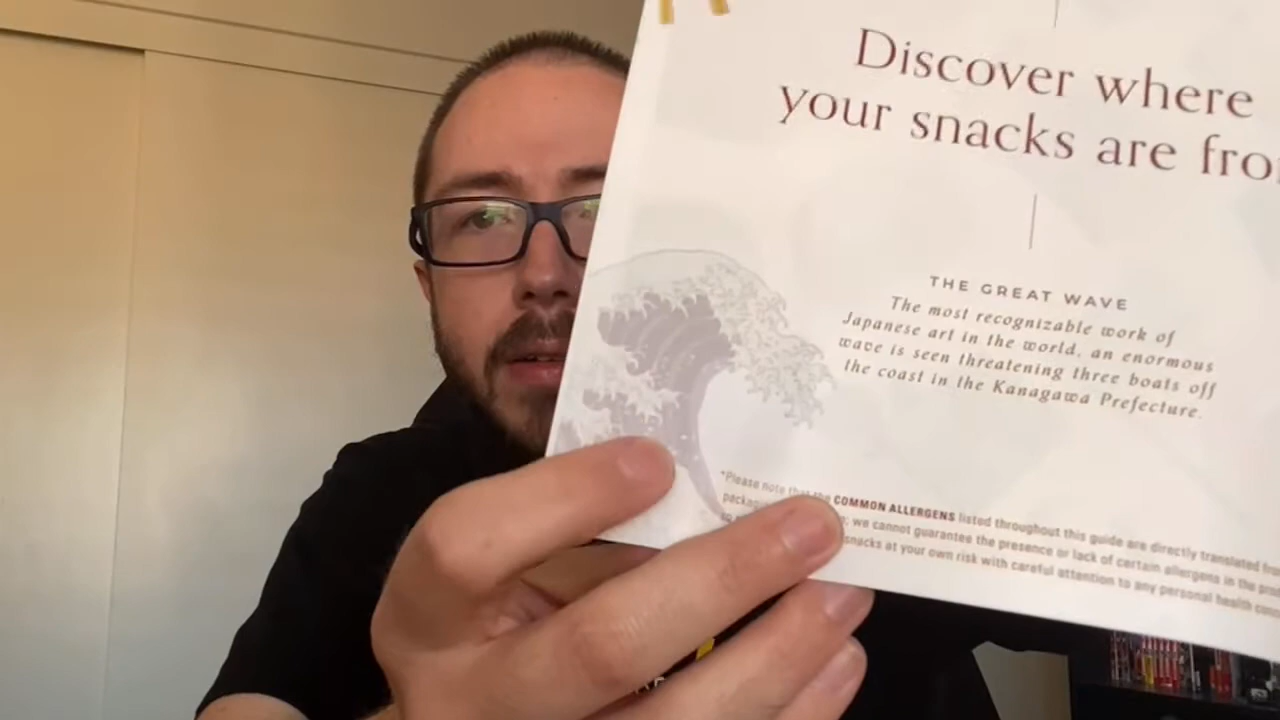 Discover where
your snacks are fro
THE GREAT WAVE
The most recognizable work of
Japanese art in the world, an enormous
wave is seen threatening three boats off
the coast in the Kanagawa Prefecture.
*Please note that the COMMON ALLERGENS listed throughout this guide are directly translated
we cannot guarantee the presence or lack of certain allergens in the
snacks at your own risk with careful attention to any personal health